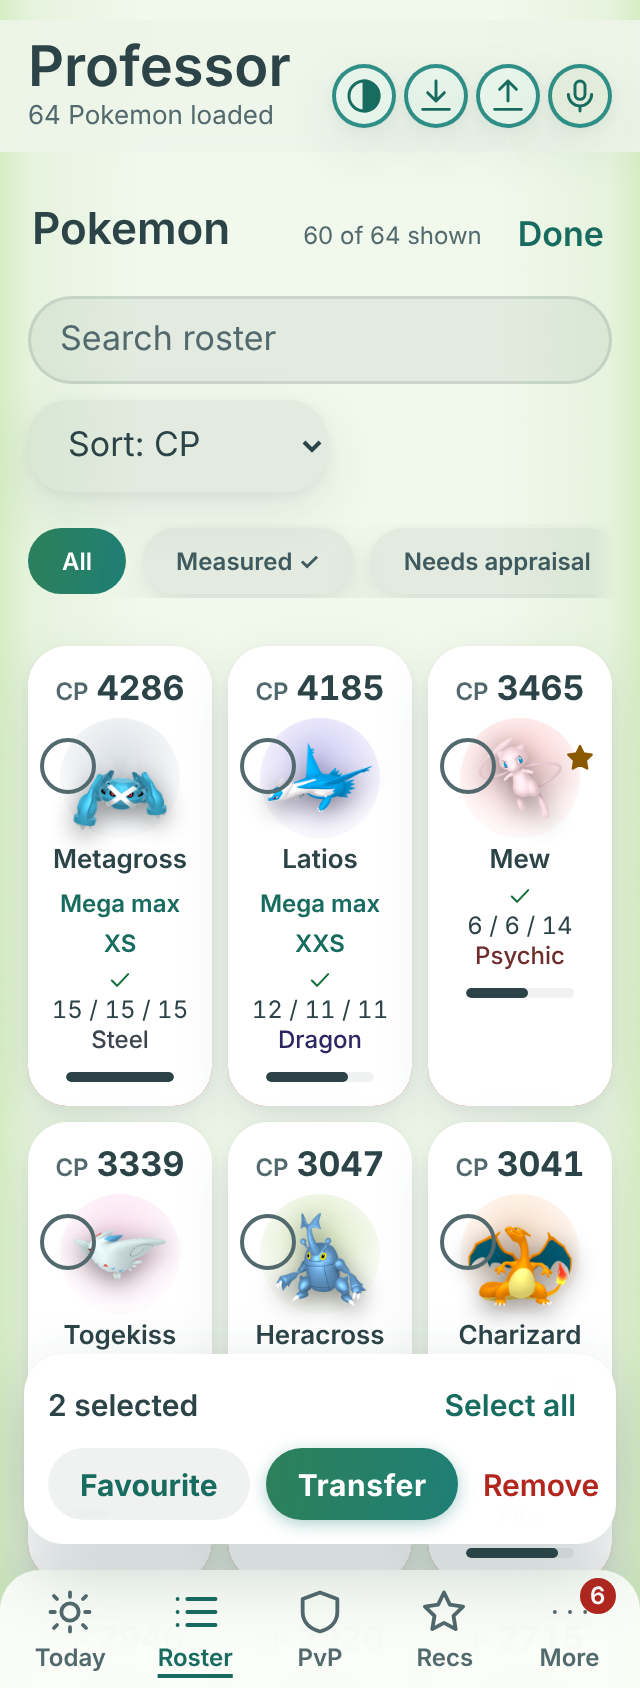 Professor
64 Pokemon loaded
Pokemon
60 of 64 shown
Done
Search roster
Sort: CP
All
Measured ✓
Needs appraisal
CP 4286
Metagross
Mega max
XS
✓
15 / 15 / 15
Steel
CP 4185
Latios
Mega max
XXS
✓
12 / 11 / 11
Dragon
CP 3465
Mew
✓
6 / 6 / 14
Psychic
CP 3339
Togekiss
CP 3047
Heracross
CP 3041
Charizard
2 selected
Select all
Favourite
Transfer
Remove
Today
Roster
PvP
Recs
6
More